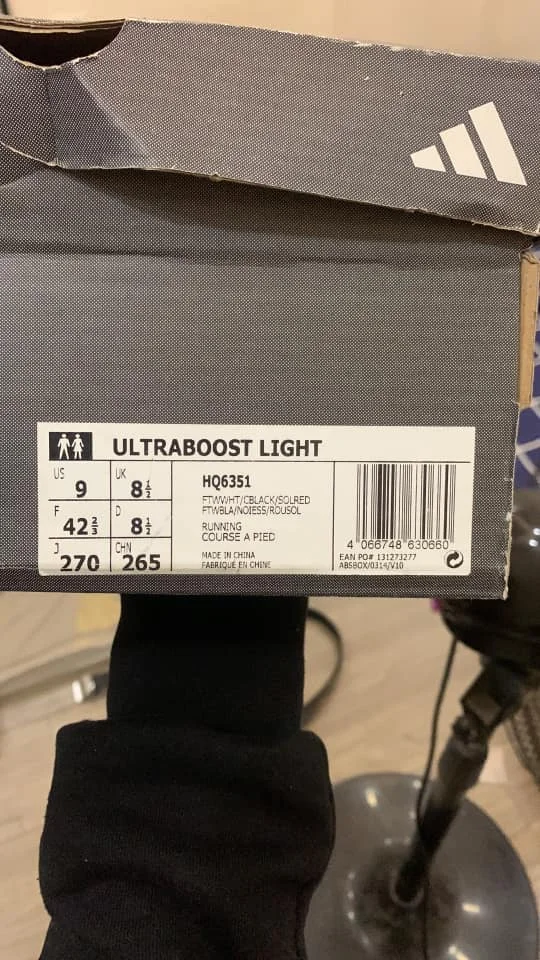 ULTRABOOST LIGHT
US 9 UK 8½
F 42⅔ D 8½
J 270 CHN 265
HQ6351
FTWWHT/CBLACK/SOLRED
FTWBLA/NOIESS/ROUSOL
RUNNING
COURSE A PIED
MADE IN CHINA
FABRIQUE EN CHINE
4 066748 630660
EAN PO# 131273277
ABSBOX/0314/V10